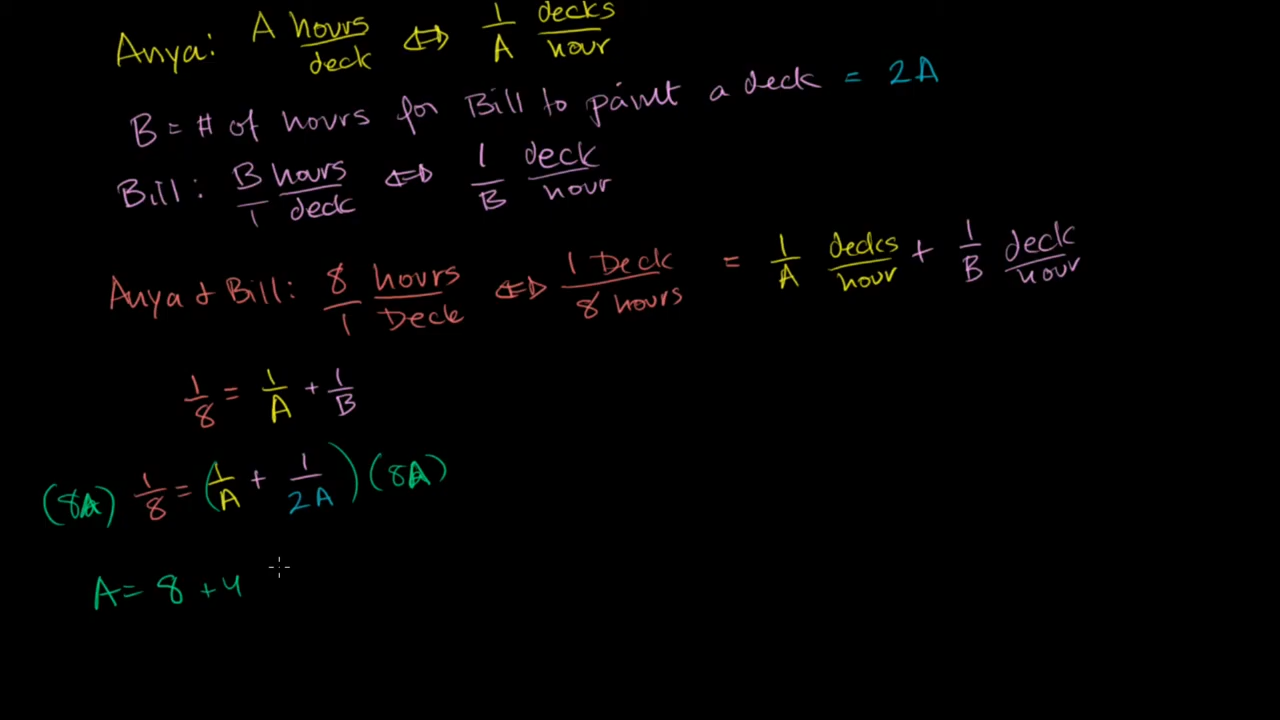 Anya: A hours/deck ⇔ 1/A decks/hour
B = # of hours for Bill to paint a deck = 2A
Bill: B/1 hours/deck ⇔ 1/B deck/hour
Anya & Bill: 8/1 hours/Deck ⇔ 1 Deck/8 hours = 1/A decks/hour + 1/B deck/hour
1/8 = 1/A + 1/B
(8A) 1/8 = (1/A + 1/2A) (8A)
A = 8 + 4